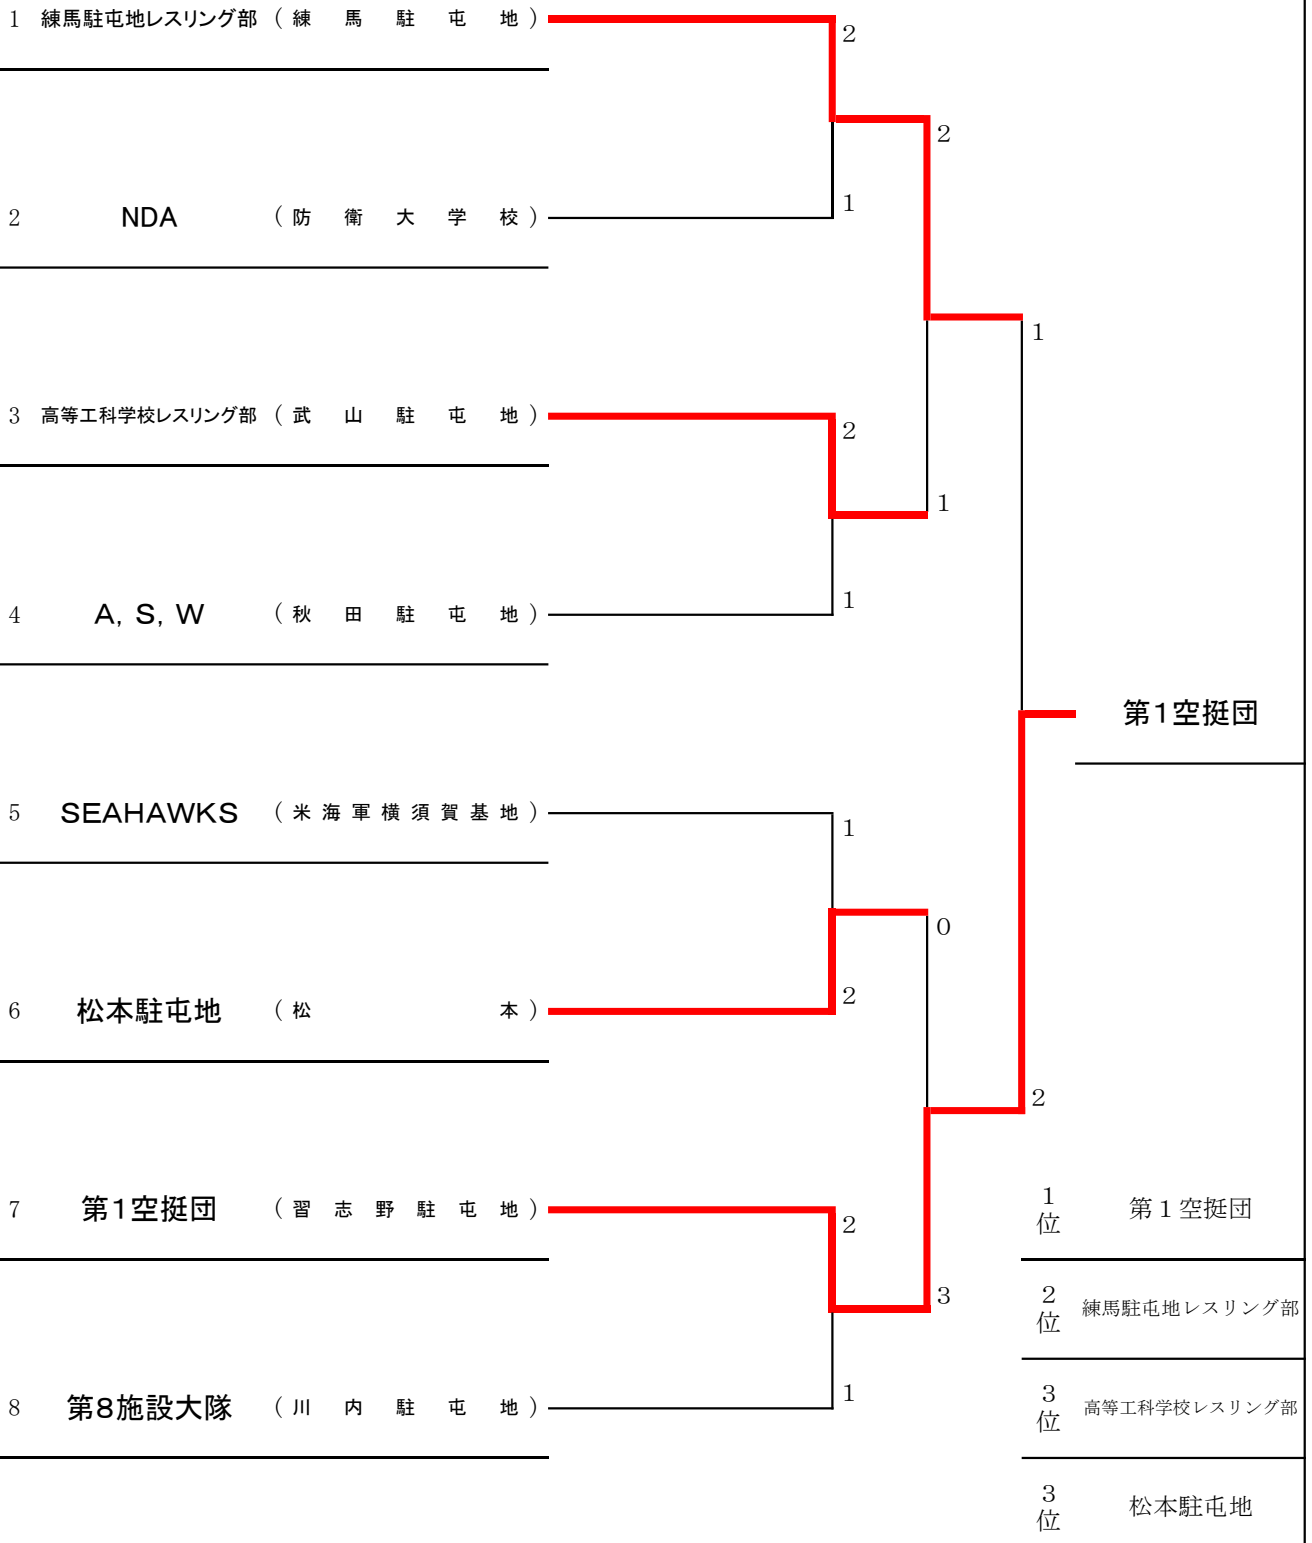 1 練馬駐屯地レスリング部 （練馬駐屯地）
2
2
1
2 NDA （防衛大学校）
1
3 高等工科学校レスリング部 （武山駐屯地）
2
1
1
4 A, S, W （秋田駐屯地）
第1空挺団
5 SEAHAWKS （米海軍横須賀基地）
1
0
6 松本駐屯地 （松本）
2
2
7 第1空挺団 （習志野駐屯地）
2
3
8 第8施設大隊 （川内駐屯地）
1
1位 第１空挺団
2位 練馬駐屯地レスリング部
3位 高等工科学校レスリング部
3位 松本駐屯地